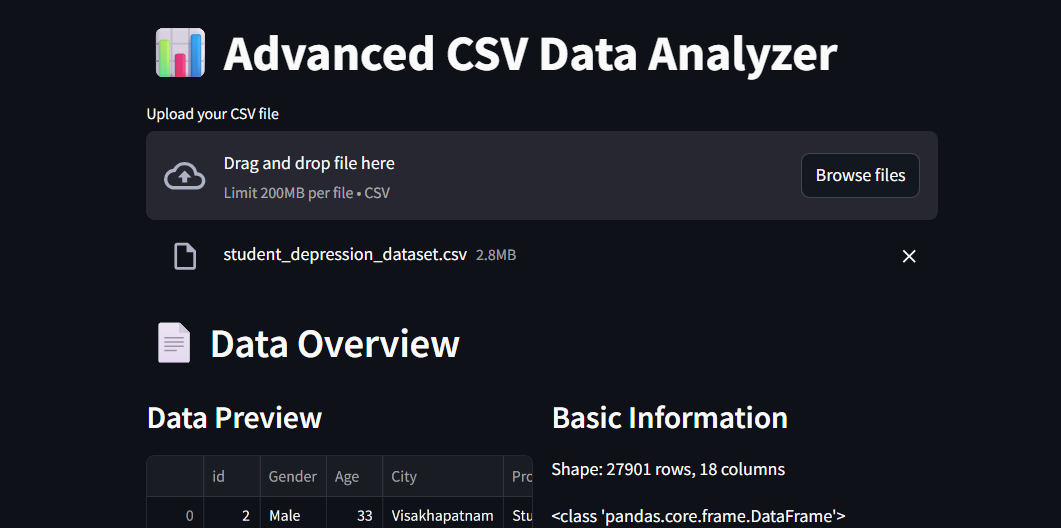 Advanced CSV Data Analyzer
Upload your CSV file
Drag and drop file here
Limit 200MB per file • CSV
Browse files
student_depression_dataset.csv 2.8MB
Data Overview
Data Preview
id Gender Age City Pro
0 2 Male 33 Visakhapatnam Stu
Basic Information
Shape: 27901 rows, 18 columns
<class 'pandas.core.frame.DataFrame'>